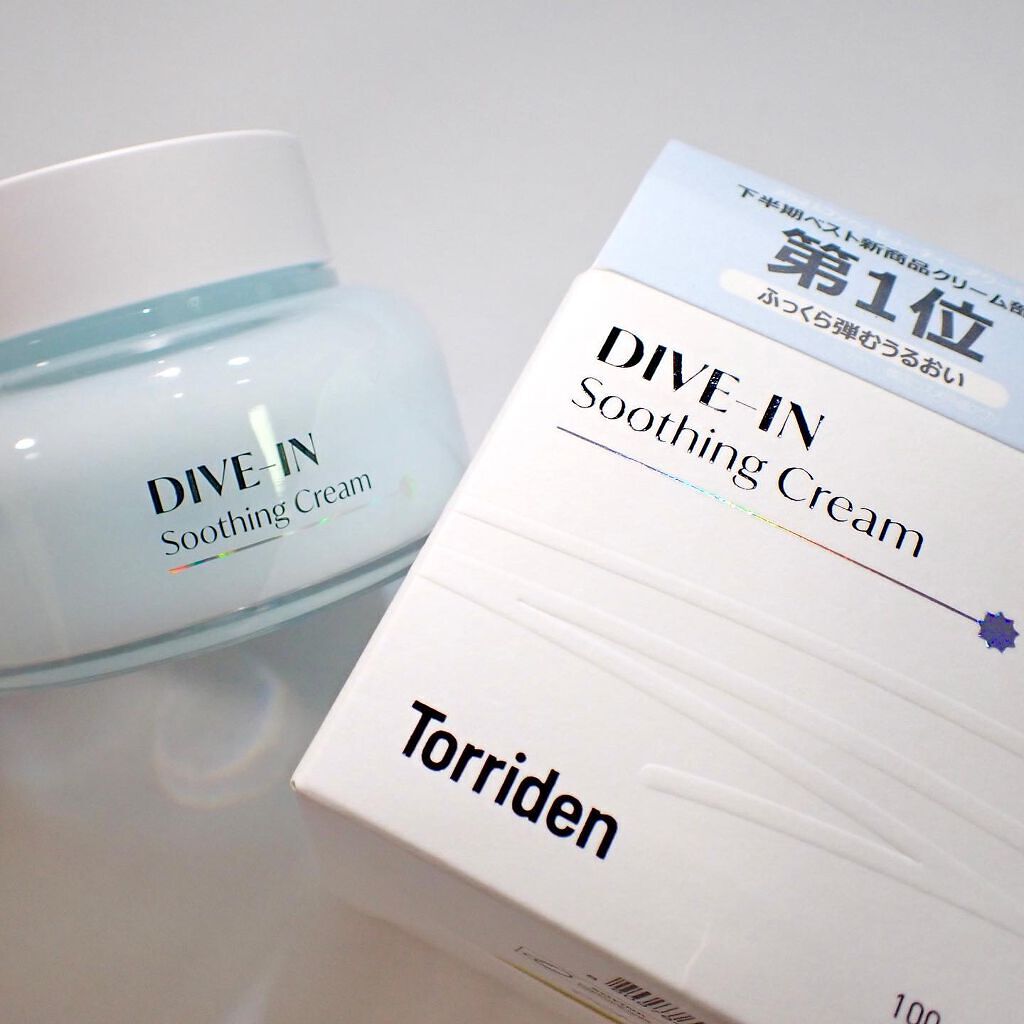 DIVE-IN
Soothing Cream
下半期ベスト新商品クリーム部
第1位
ふっくら弾むうるおい
DIVE-IN
Soothing Cream
Torriden
100